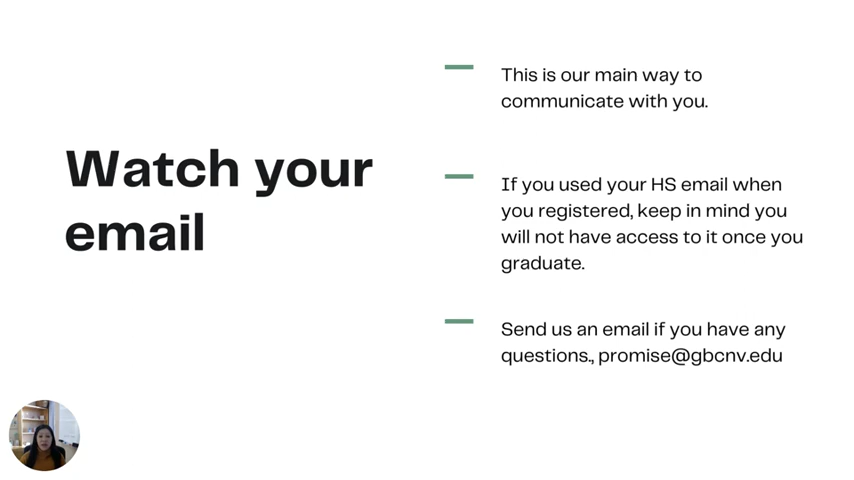 Watch your
email
This is our main way to
communicate with you.
If you used your HS email when
you registered, keep in mind you
will not have access to it once you
graduate.
Send us an email if you have any
questions., promise@gbcnv.edu